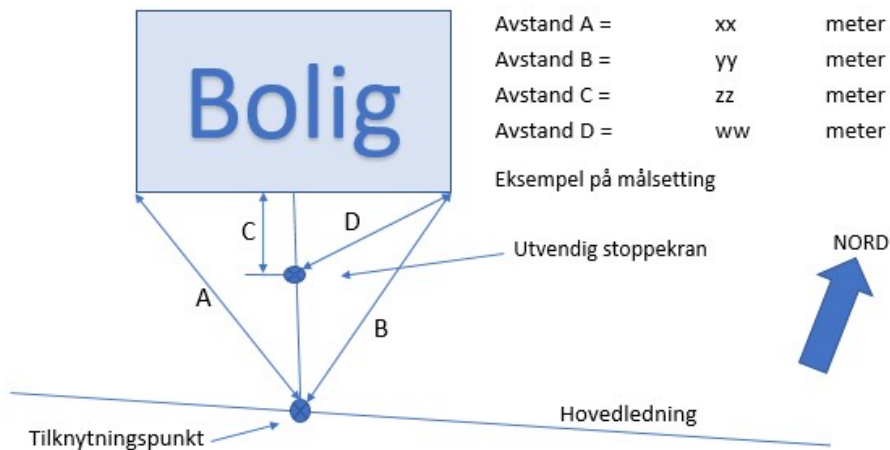 Bolig
Avstand A = xx meter
Avstand B = yy meter
Avstand C = zz meter
Avstand D = ww meter
Eksempel på målsetting
C
D
Utvendig stoppekran
NORD
A
B
Hovedledning
Tilknytningspunkt